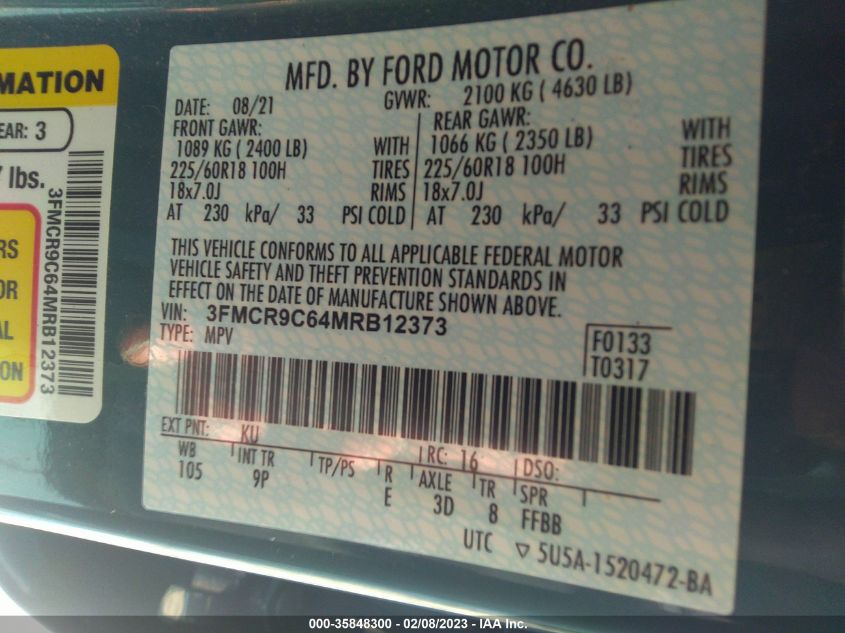 MATION
EAR: 3
lbs.
RS
OR
AL
ON
3FMCR9C64MRB12373
MFD. BY FORD MOTOR CO.
DATE: 08/21 GVWR: 2100 KG ( 4630 LB)
FRONT GAWR: REAR GAWR:
1089 KG ( 2400 LB) WITH 1066 KG ( 2350 LB) WITH
225/60R18 100H TIRES 225/60R18 100H TIRES
18x7.0J RIMS 18x7.0J RIMS
AT 230 kPa/ 33 PSI COLD AT 230 kPa/ 33 PSI COLD
THIS VEHICLE CONFORMS TO ALL APPLICABLE FEDERAL MOTOR
VEHICLE SAFETY AND THEFT PREVENTION STANDARDS IN
EFFECT ON THE DATE OF MANUFACTURE SHOWN ABOVE.
VIN: 3FMCR9C64MRB12373
TYPE: MPV
F0133
T0317
EXT PNT: KU RC: 16 DSO:
WB INT TR TP/PS R AXLE TR SPR
105 9P E 3D 8 FFBB
UTC ▽ 5U5A-1520472-BA
000-35848300 - 02/08/2023 - IAA Inc.